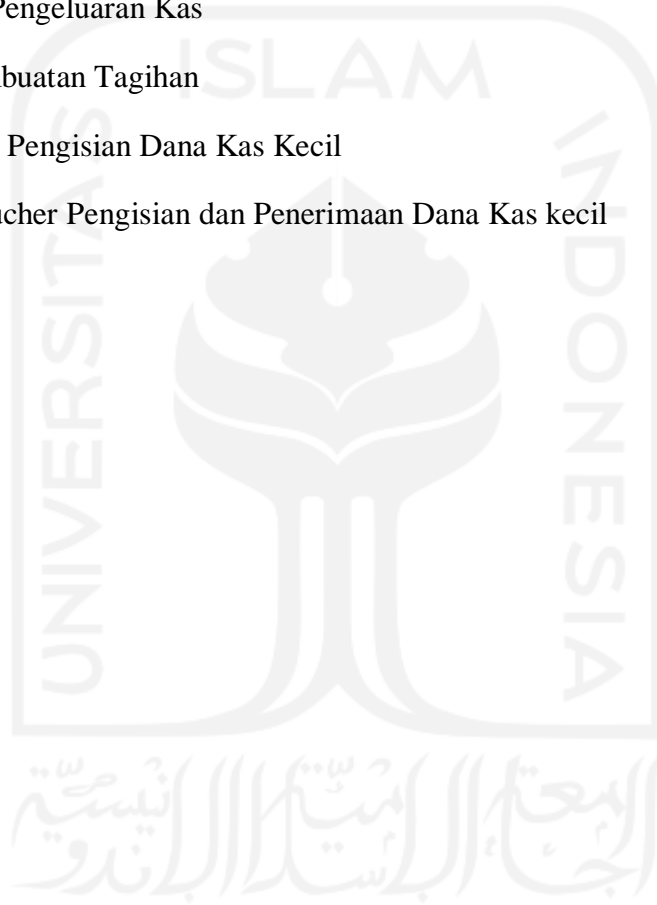 Pengeluaran Kas
buatan Tagihan
Pengisian Dana Kas Kecil
ucher Pengisian dan Penerimaan Dana Kas kecil
ISLAM
UNIVERSITAS
INDONESIA